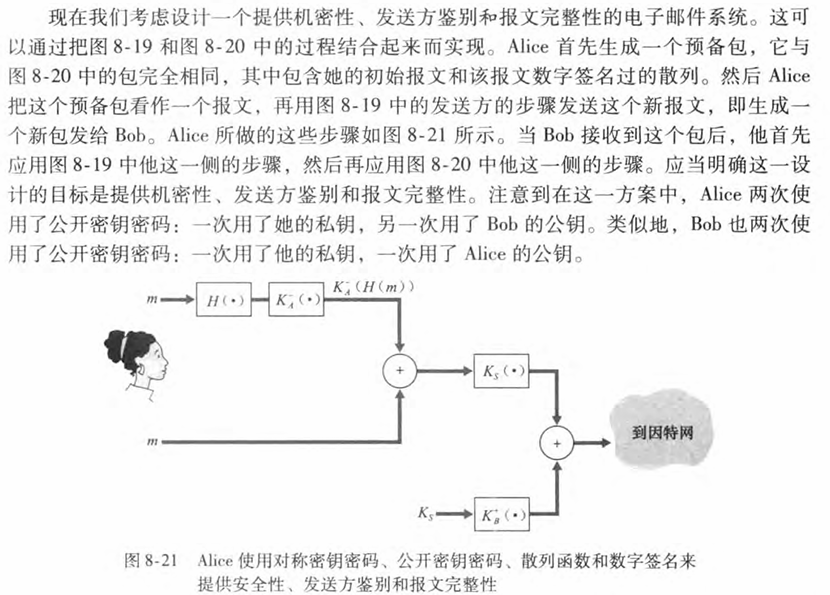 现在我们考虑设计一个提供机密性、发送方鉴别和报文完整性的电子邮件系统。这可
以通过把图 8-19 和图 8-20 中的过程结合起来而实现。Alice 首先生成一个预备包，它与
图 8-20 中的包完全相同，其中包含她的初始报文和该报文数字签名过的散列。然后 Alice
把这个预备包看作一个报文，再用图 8-19 中的发送方的步骤发送这个新报文，即生成一
个新包发给 Bob。Alice 所做的这些步骤如图 8-21 所示。当 Bob 接收到这个包后，他首先
应用图 8-19 中他这一侧的步骤，然后再应用图 8-20 中他这一侧的步骤。应当明确这一设
计的目标是提供机密性、发送方鉴别和报文完整性。注意到在这一方案中，Alice 两次使
用了公开密钥密码：一次用了她的私钥，另一次用了 Bob 的公钥。类似地，Bob 也两次使
用了公开密钥密码：一次用了他的私钥，一次用了 Alice 的公钥。
m H(·) K_A^-(·) K_A^-(H(m))
+ K_S(·)
m
+ 到因特网
K_S K_B^+(·)
图 8-21 Alice 使用对称密钥密码、公开密钥密码、散列函数和数字签名来
提供安全性、发送方鉴别和报文完整性